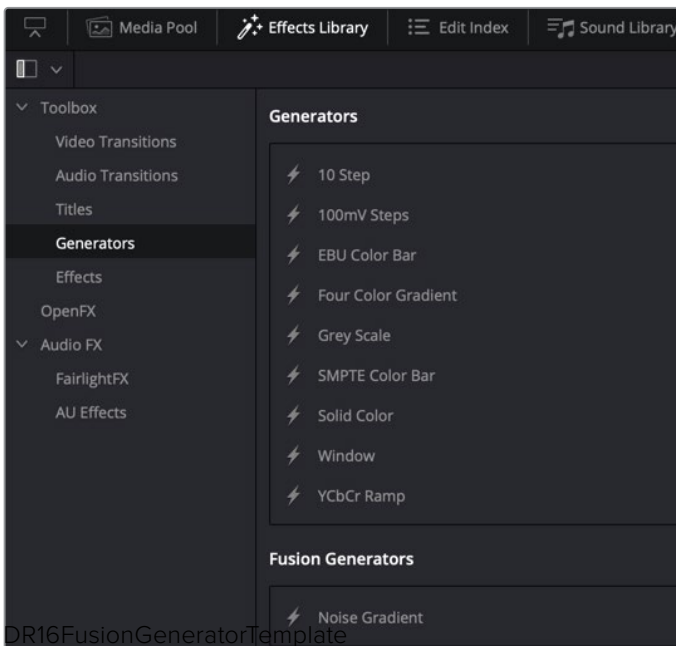 Media Pool
Effects Library
Edit Index
Sound Library
Toolbox
Video Transitions
Audio Transitions
Titles
Generators
Effects
OpenFX
Audio FX
FairlightFX
AU Effects
Generators
10 Step
100mV Steps
EBU Color Bar
Four Color Gradient
Grey Scale
SMPTE Color Bar
Solid Color
Window
YCbCr Ramp
Fusion Generators
Noise Gradient
DR16FusionGeneratorTemplate